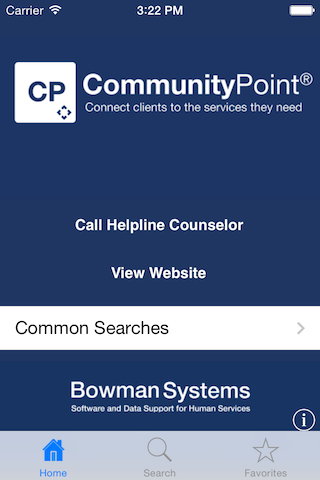 Carrier 3:22 PM
CP
CommunityPoint®
Connect clients to the services they need
Call Helpline Counselor
View Website
Common Searches
Bowman Systems
Software and Data Support for Human Services
i
Home Search Favorites